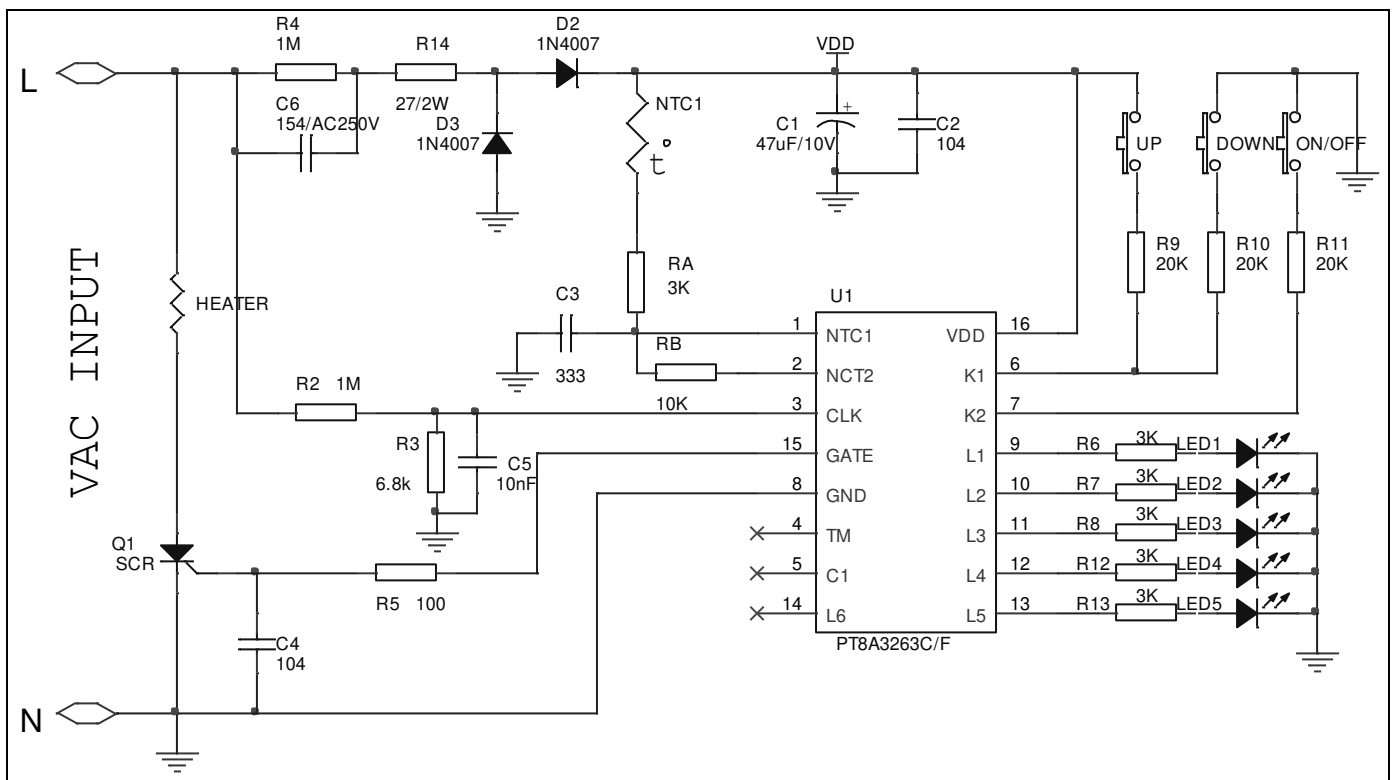 R4
1M
R14
D2
1N4007
VDD
L
C6
154/AC250V
27/2W
D3
1N4007
NTC1
t°
C1
47uF/10V
+
C2
104
UP
DOWN
ON/OFF
R9
20K
R10
20K
R11
20K
VAC INPUT
HEATER
RA
3K
C3
333
RB
10K
R2 1M
R3
6.8k
C5
10nF
U1
1 NTC1
2 NCT2
3 CLK
15 GATE
8 GND
4 TM
5 C1
14 L6
VDD 16
K1 6
K2 7
L1 9 R6 3K LED1
L2 10 R7 3K LED2
L3 11 R8 3K LED3
L4 12 R12 3K LED4
L5 13 R13 3K LED5
PT8A3263C/F
Q1
SCR
R5 100
C4
104
N